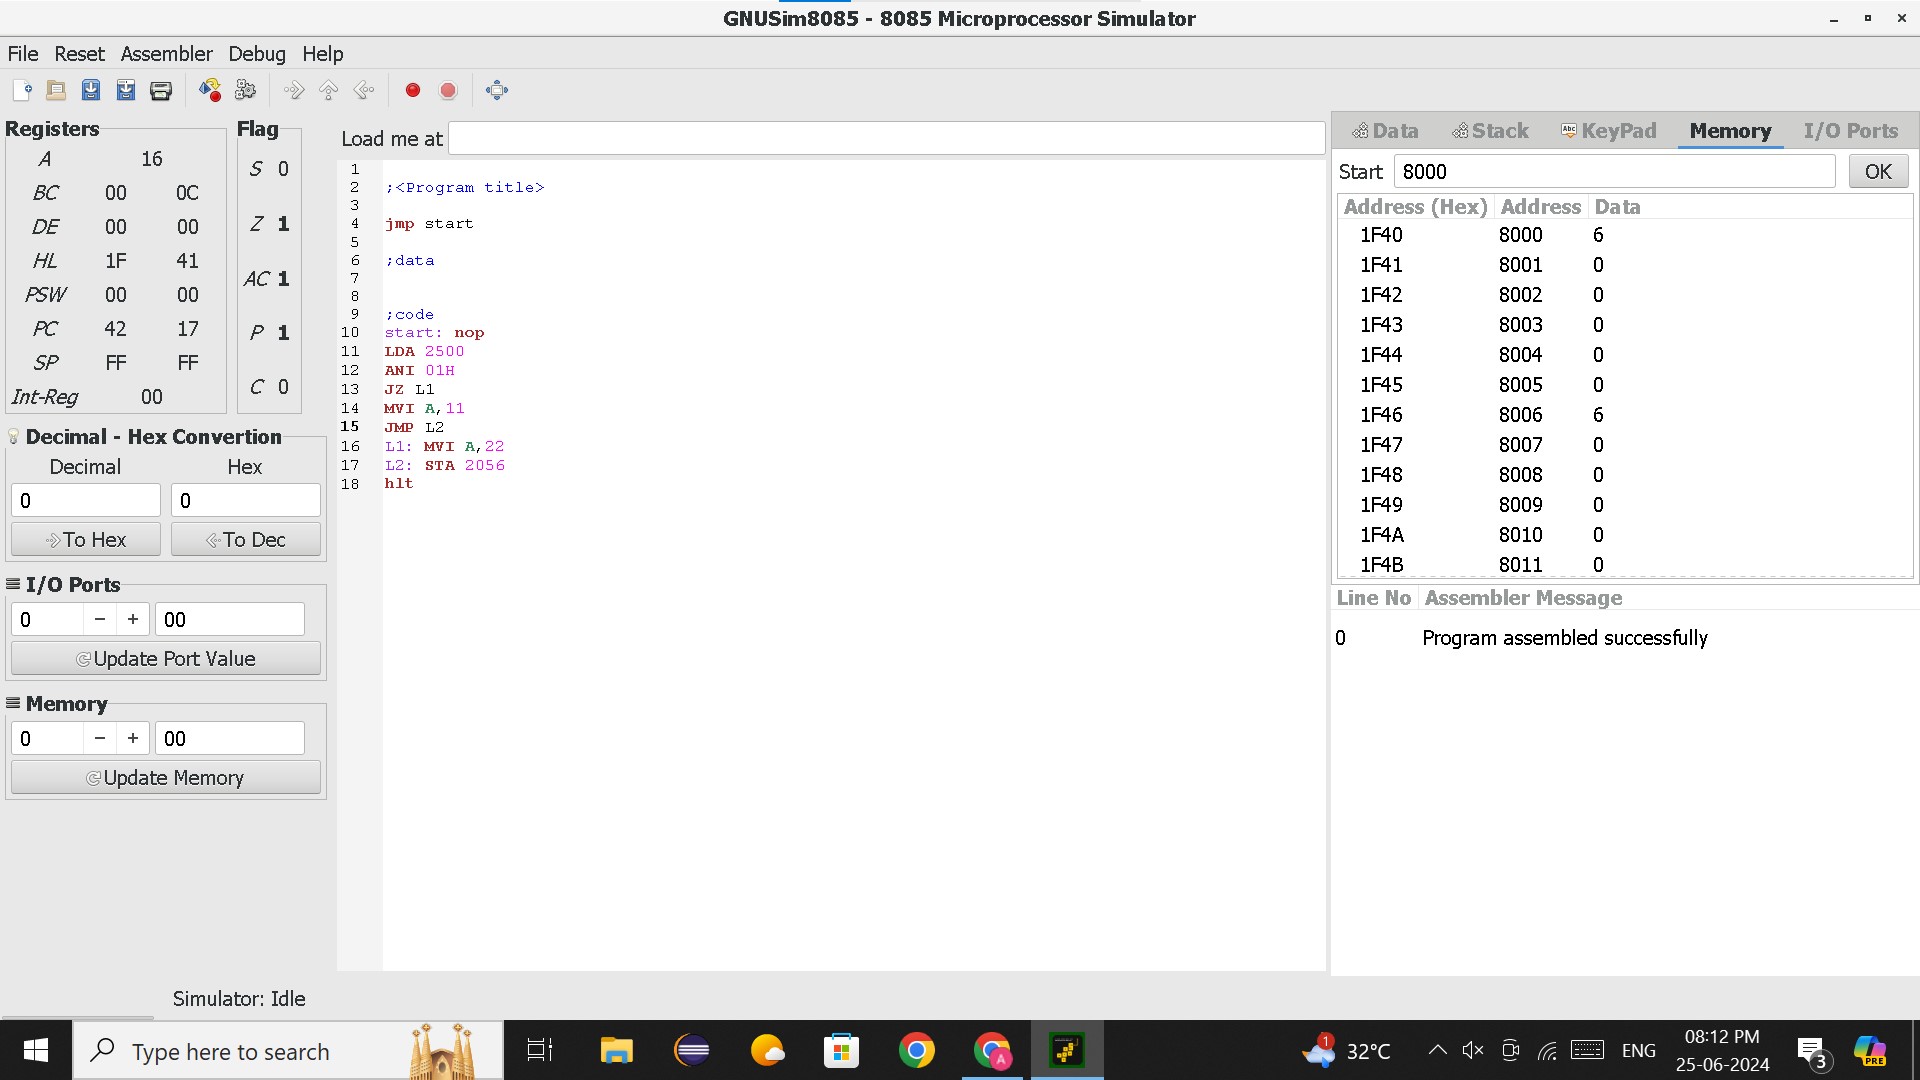 GNUSim8085 - 8085 Microprocessor Simulator
File Reset Assembler Debug Help
Registers
A 16
BC 00 0C
DE 00 00
HL 1F 41
PSW 00 00
PC 42 17
SP FF FF
Int-Reg 00
Flag
S 0
Z 1
AC 1
P 1
C 0
Decimal - Hex Convertion
Decimal Hex
0 0
To Hex To Dec
I/O Ports
0 − + 00
Update Port Value
Memory
0 − + 00
Update Memory
Load me at
1
2 ;<Program title>
3
4 jmp start
5
6 ;data
7
8
9 ;code
10 start: nop
11 LDA 2500
12 ANI 01H
13 JZ L1
14 MVI A,11
15 JMP L2
16 L1: MVI A,22
17 L2: STA 2056
18 hlt
Data Stack Abc KeyPad Memory I/O Ports
Start 8000 OK
Address (Hex) Address Data
1F40 8000 6
1F41 8001 0
1F42 8002 0
1F43 8003 0
1F44 8004 0
1F45 8005 0
1F46 8006 6
1F47 8007 0
1F48 8008 0
1F49 8009 0
1F4A 8010 0
1F4B 8011 0
Line No Assembler Message
0 Program assembled successfully
Simulator: Idle
Type here to search
A
1 32°C
ENG
08:12 PM
25-06-2024
3
PRE